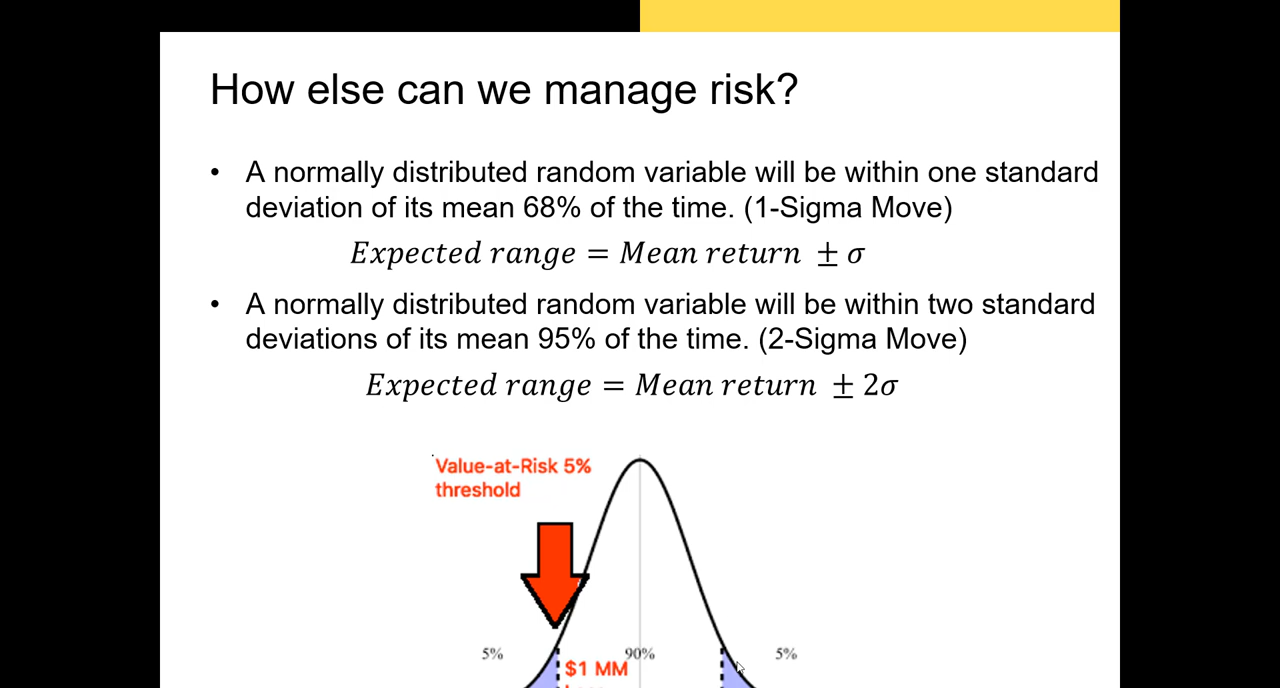 How else can we manage risk?
• A normally distributed random variable will be within one standard
deviation of its mean 68% of the time. (1-Sigma Move)
Expected range = Mean return ± σ
• A normally distributed random variable will be within two standard
deviations of its mean 95% of the time. (2-Sigma Move)
Expected range = Mean return ± 2σ
Value-at-Risk 5%
threshold
5% 90% 5%
$1 MM